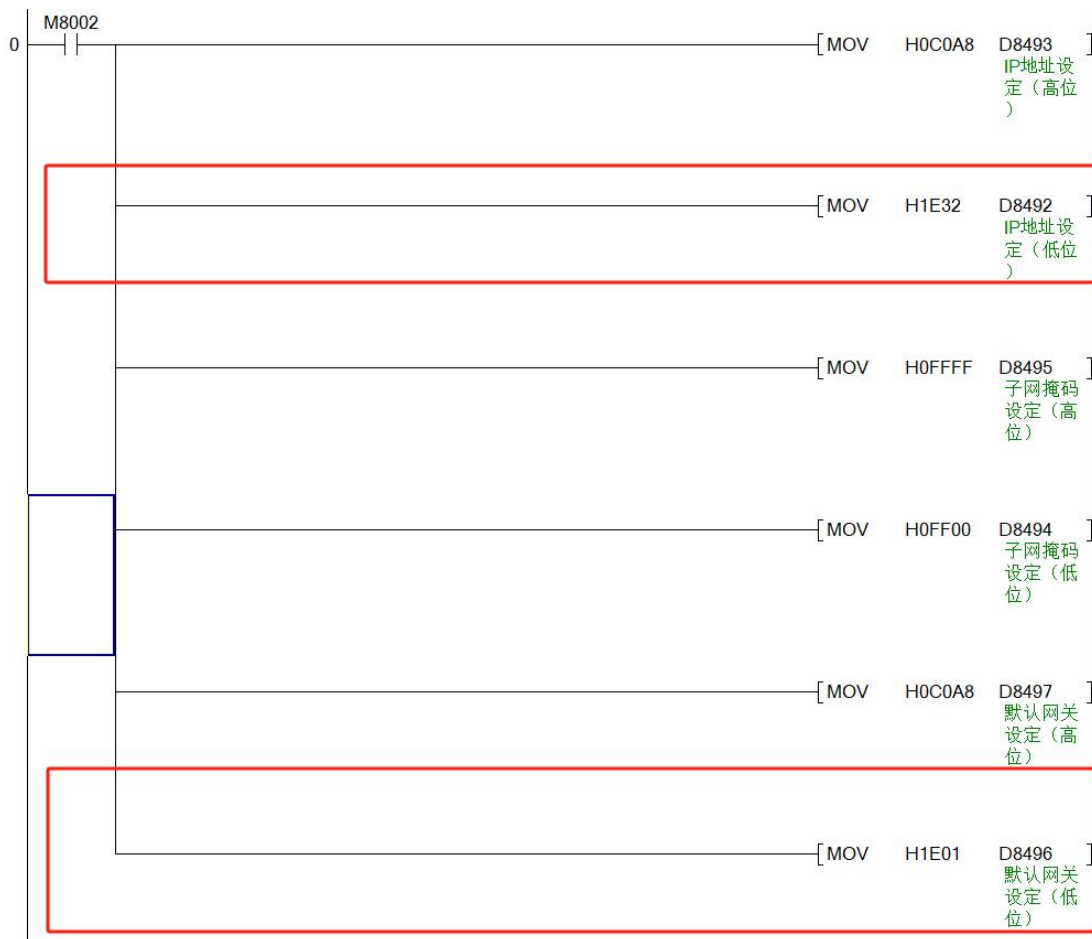 M8002
0
[MOV H0C0A8 D8493 ]
IP地址设
定（高位
）
[MOV H1E32 D8492 ]
IP地址设
定（低位
）
[MOV H0FFFF D8495 ]
子网掩码
设定（高
位）
[MOV H0FF00 D8494 ]
子网掩码
设定（低
位）
[MOV H0C0A8 D8497 ]
默认网关
设定（高
位）
[MOV H1E01 D8496 ]
默认网关
设定（低
位）